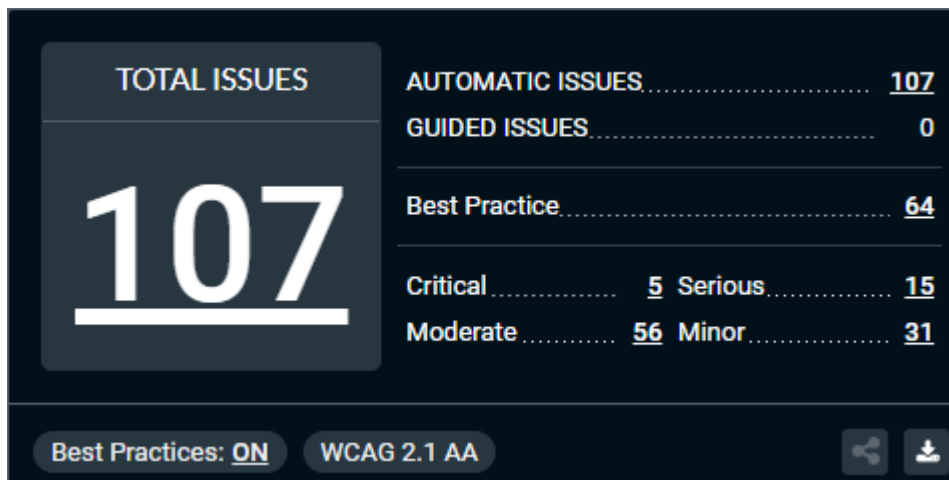 TOTAL ISSUES
107
AUTOMATIC ISSUES 107
GUIDED ISSUES 0
Best Practice 64
Critical 5 Serious 15
Moderate 56 Minor 31
Best Practices: ON WCAG 2.1 AA